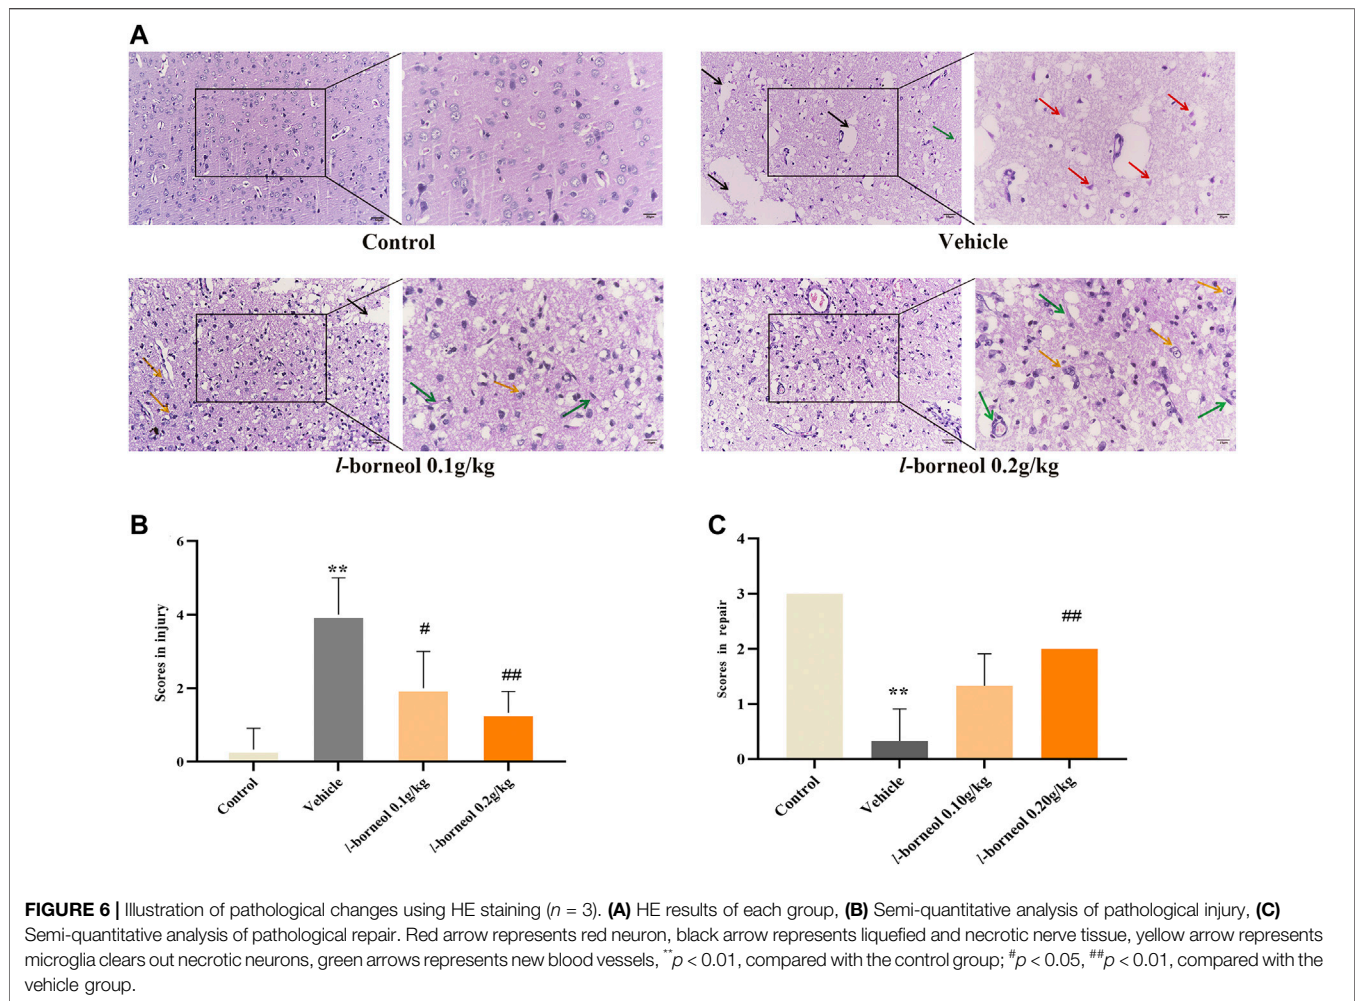 A
Control
Vehicle
l-borneol 0.1g/kg
l-borneol 0.2g/kg
B
Scores in injury
6
4
2
0
**
#
##
Control
Vehicle
l-borneol 0.1g/kg
l-borneol 0.2g/kg
C
Scores in repair
4
3
2
1
0
**
##
Control
Vehicle
l-borneol 0.10g/kg
l-borneol 0.20g/kg
FIGURE 6 | Illustration of pathological changes using HE staining (n = 3). (A) HE results of each group, (B) Semi-quantitative analysis of pathological injury, (C)
Semi-quantitative analysis of pathological repair. Red arrow represents red neuron, black arrow represents liquefied and necrotic nerve tissue, yellow arrow represents
microglia clears out necrotic neurons, green arrows represents new blood vessels, **p < 0.01, compared with the control group; #p < 0.05, ##p < 0.01, compared with the
vehicle group.